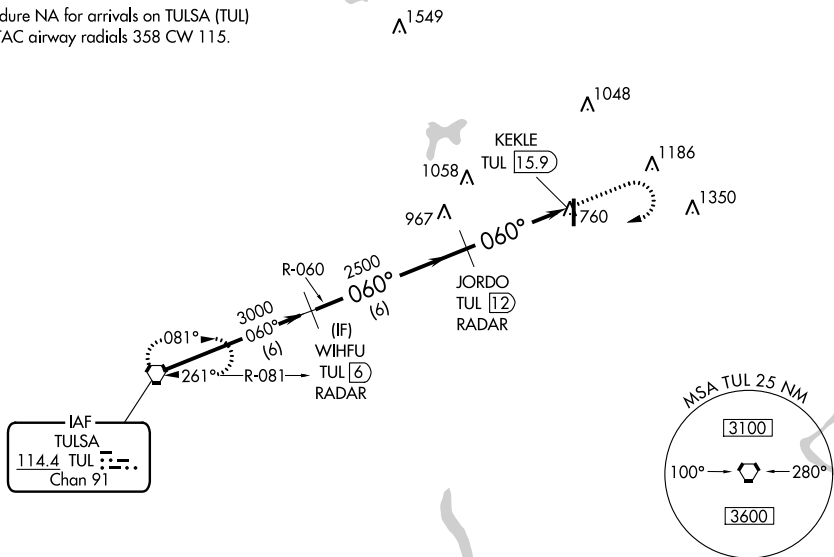 dure NA for arrivals on TULSA (TUL)
TAC airway radials 358 CW 115.
1549
1048
KEKLE
TUL 15.9
1058
1186
967
760
1350
R-060
2500
060°
060°
(6)
JORDO
TUL 12
RADAR
3000
060°
(6)
(IF)
WIHFU
TUL 6
RADAR
081°
261°
R-081
IAF
TULSA
114.4 TUL
Chan 91
MSA TUL 25 NM
3100
100°
280°
3600